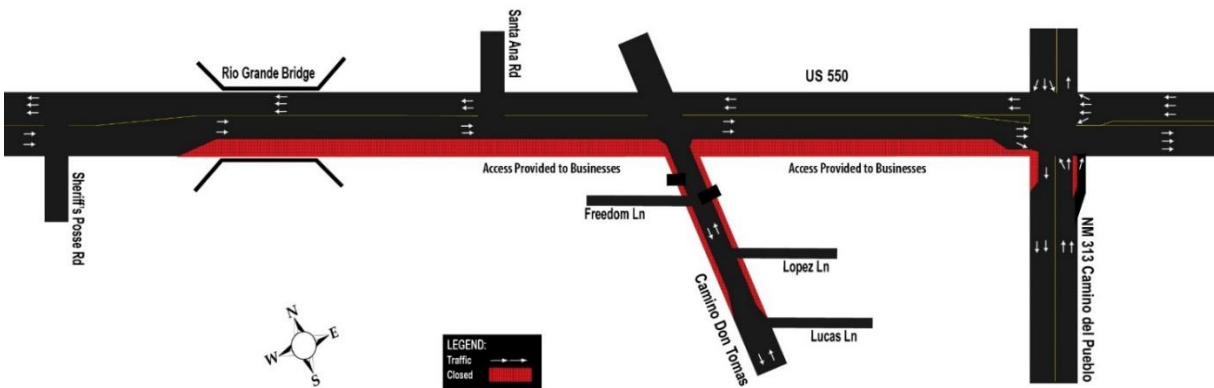 Santa Ana Rd
Rio Grande Bridge
US 550
Access Provided to Businesses
Access Provided to Businesses
Sheriff's Posse Rd
Freedom Ln
Lopez Ln
Camino Don Tomas
Lucas Ln
NM 313 Camino del Pueblo
N
W
E
S
LEGEND:
Traffic
Closed